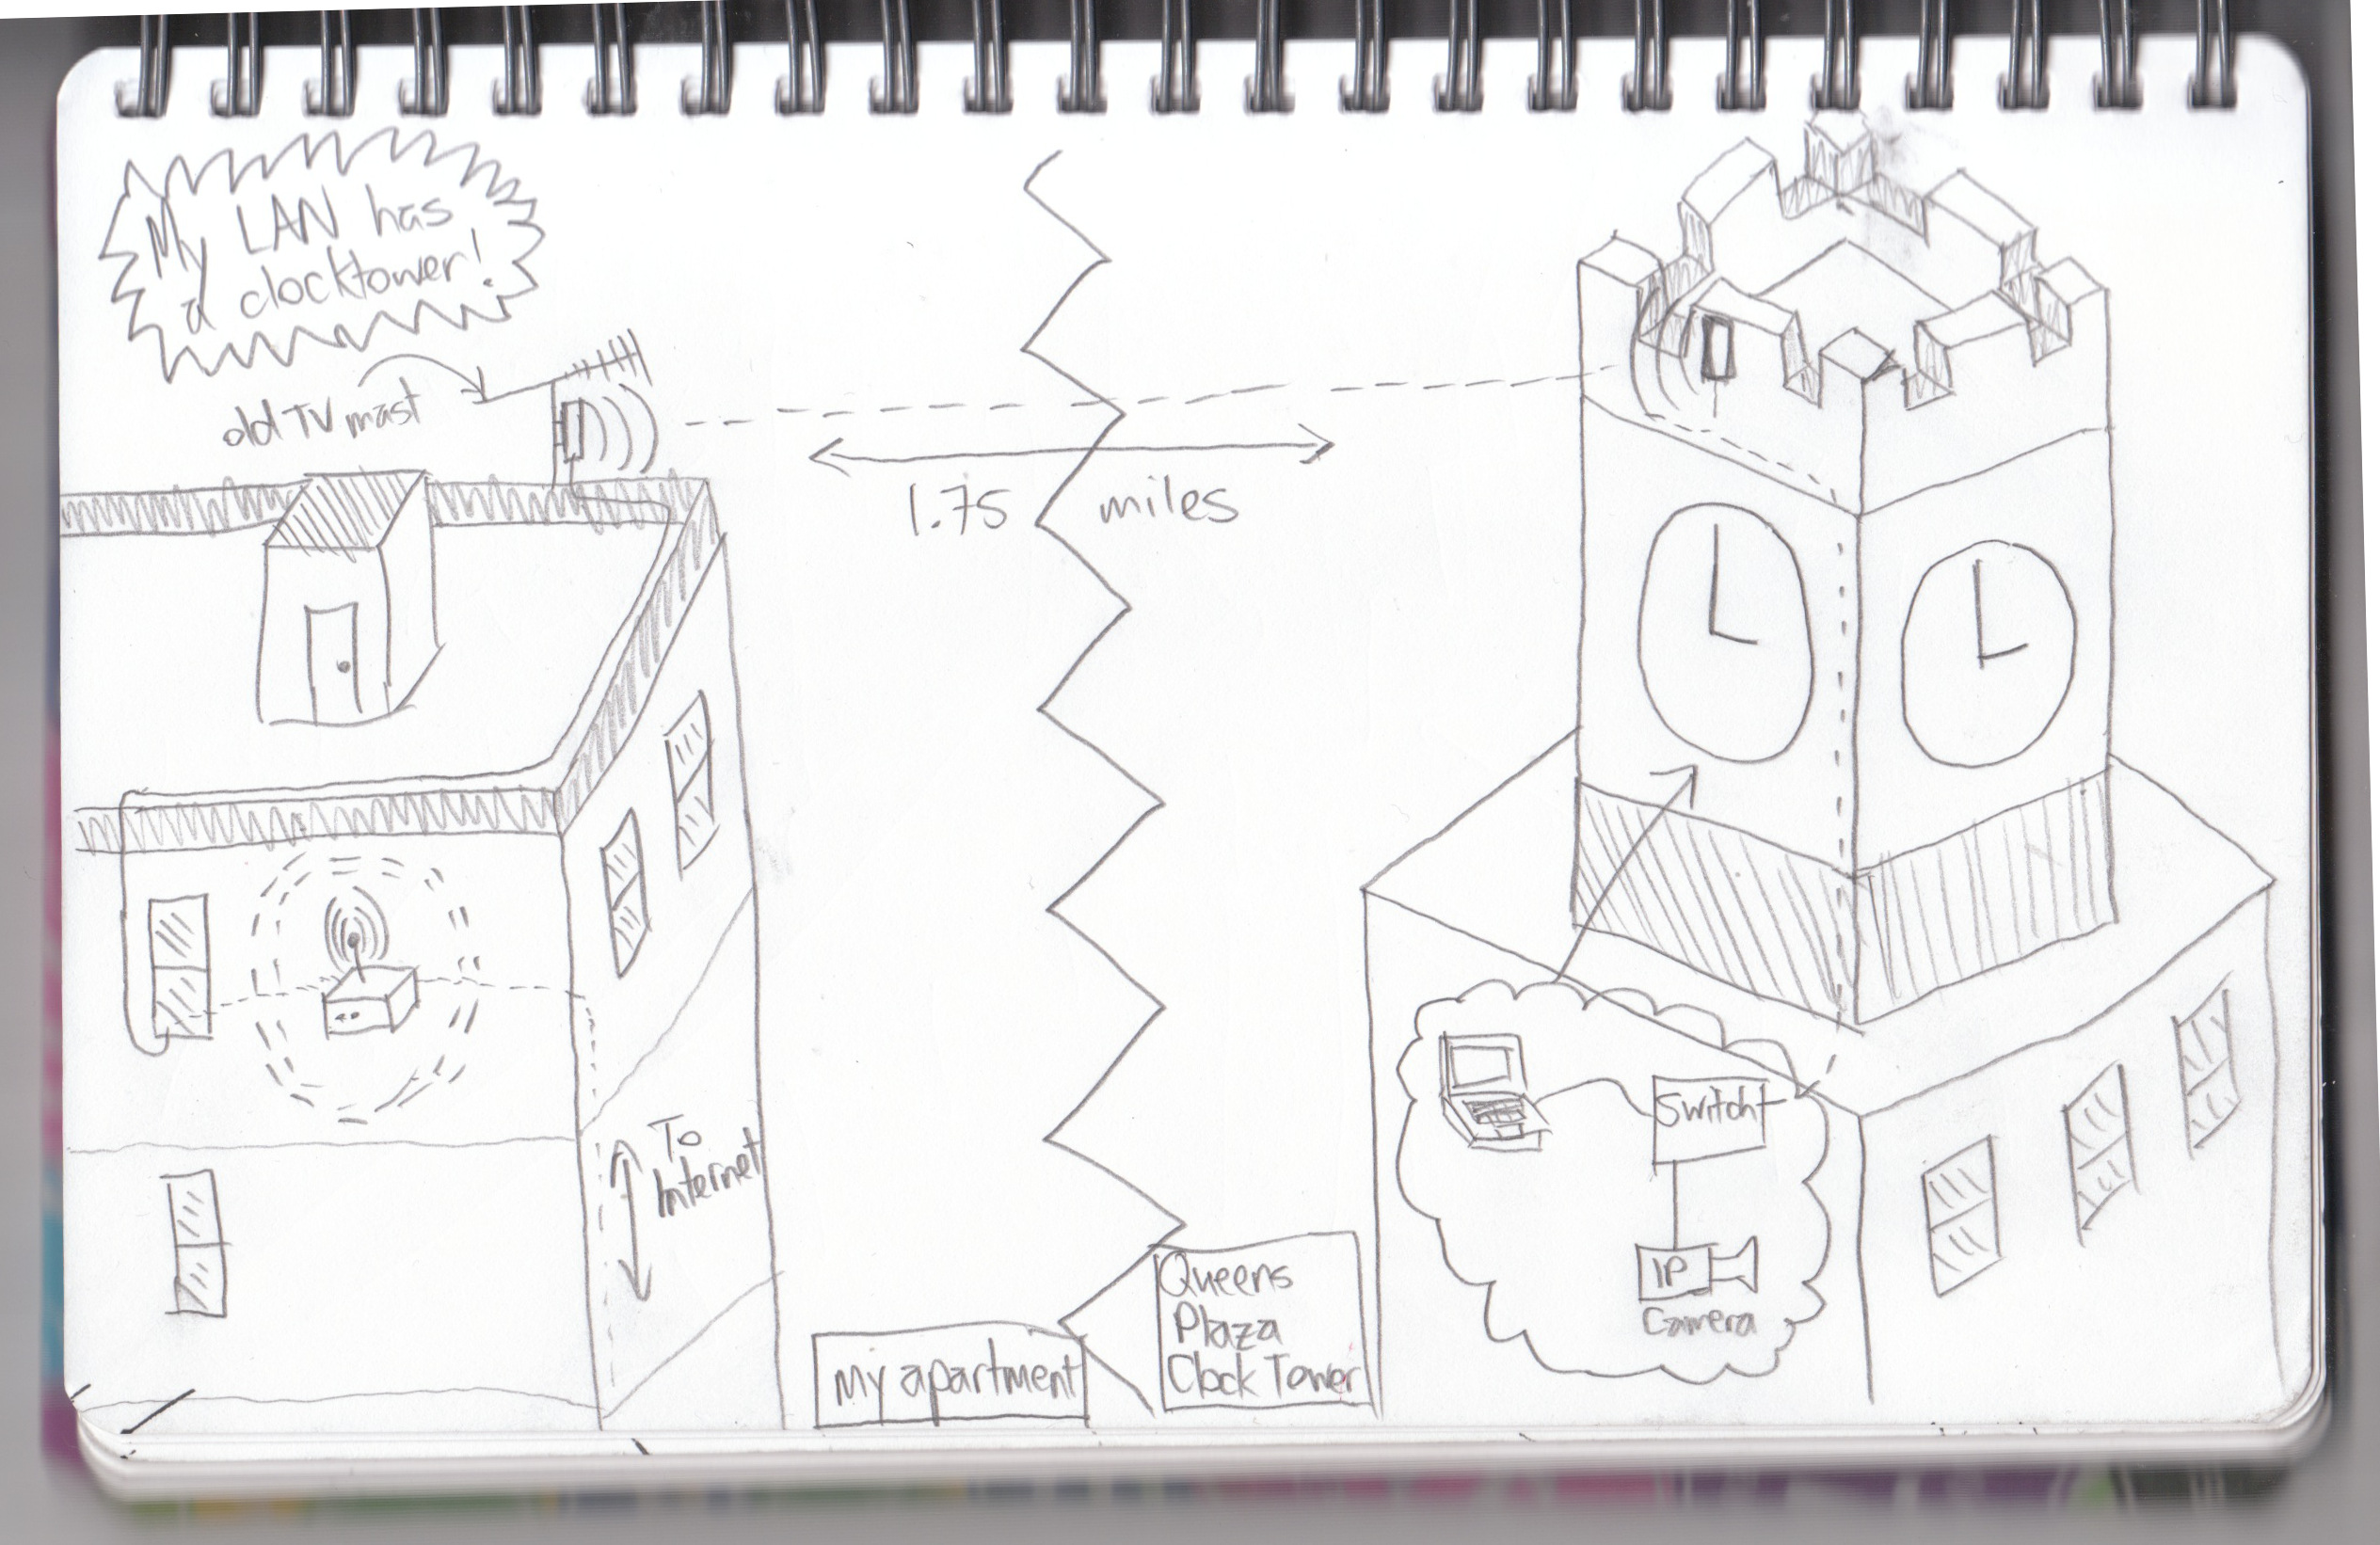 My LAN has
a clocktower!
old TV mast
1.75 miles
To
Internet
Switch
IP
Camera
my apartment
Queens
Plaza
Clock Tower